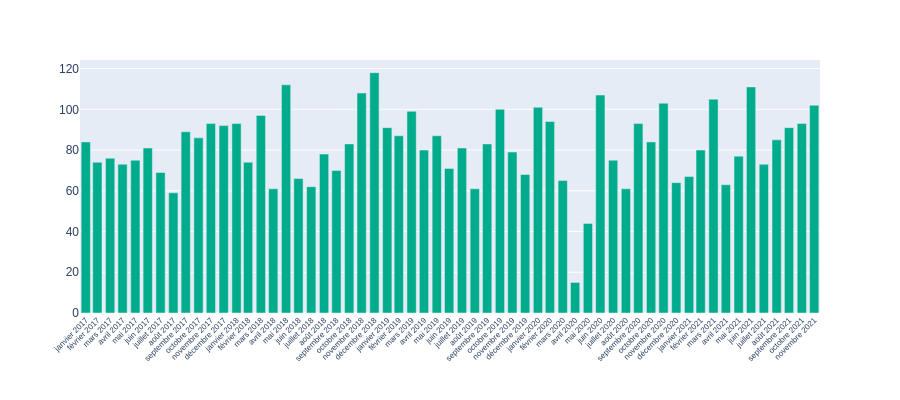 120
100
80
60
40
20
0
janvier 2017
février 2017
mars 2017
avril 2017
mai 2017
juin 2017
juillet 2017
août 2017
septembre 2017
octobre 2017
novembre 2017
décembre 2017
janvier 2018
février 2018
mars 2018
avril 2018
mai 2018
juin 2018
juillet 2018
août 2018
septembre 2018
octobre 2018
novembre 2018
décembre 2018
janvier 2019
février 2019
mars 2019
avril 2019
mai 2019
juin 2019
juillet 2019
août 2019
septembre 2019
octobre 2019
novembre 2019
décembre 2019
janvier 2020
février 2020
mars 2020
avril 2020
mai 2020
juin 2020
juillet 2020
août 2020
septembre 2020
octobre 2020
novembre 2020
décembre 2020
janvier 2021
février 2021
mars 2021
avril 2021
mai 2021
juin 2021
juillet 2021
août 2021
septembre 2021
octobre 2021
novembre 2021